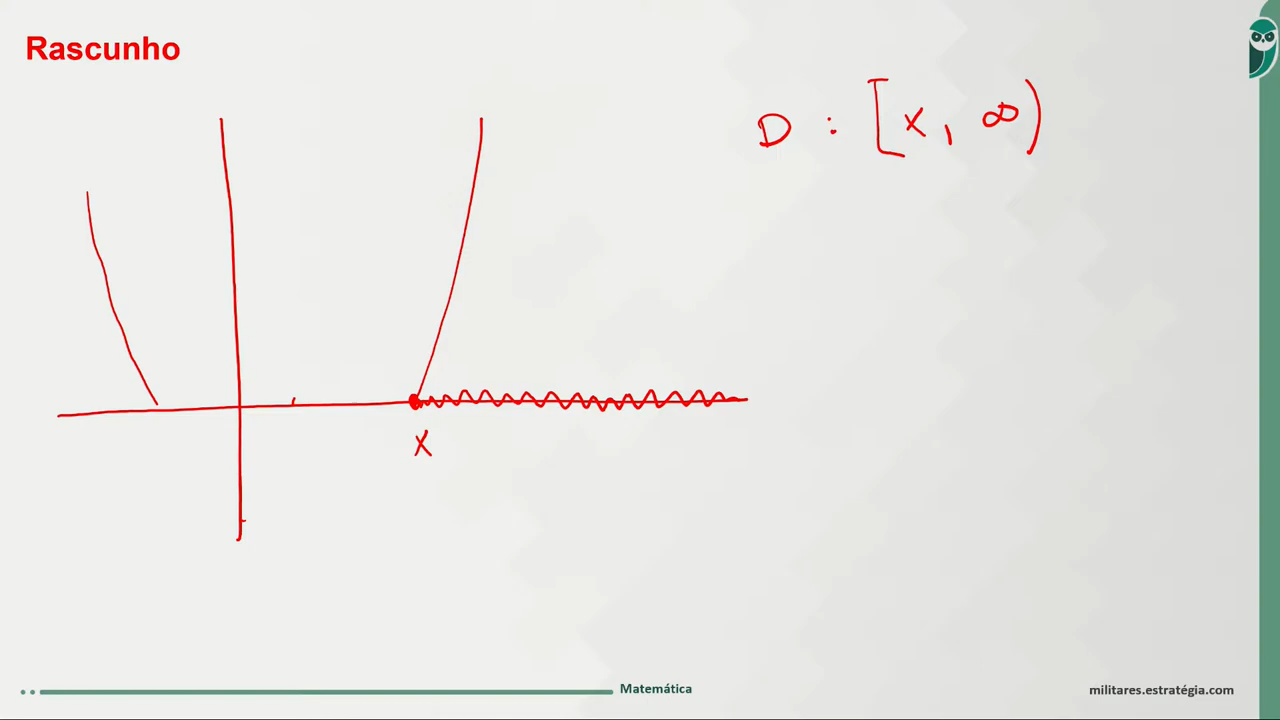 Rascunho
D : [x, ∞)
x
Matemática
militares.estratégia.com